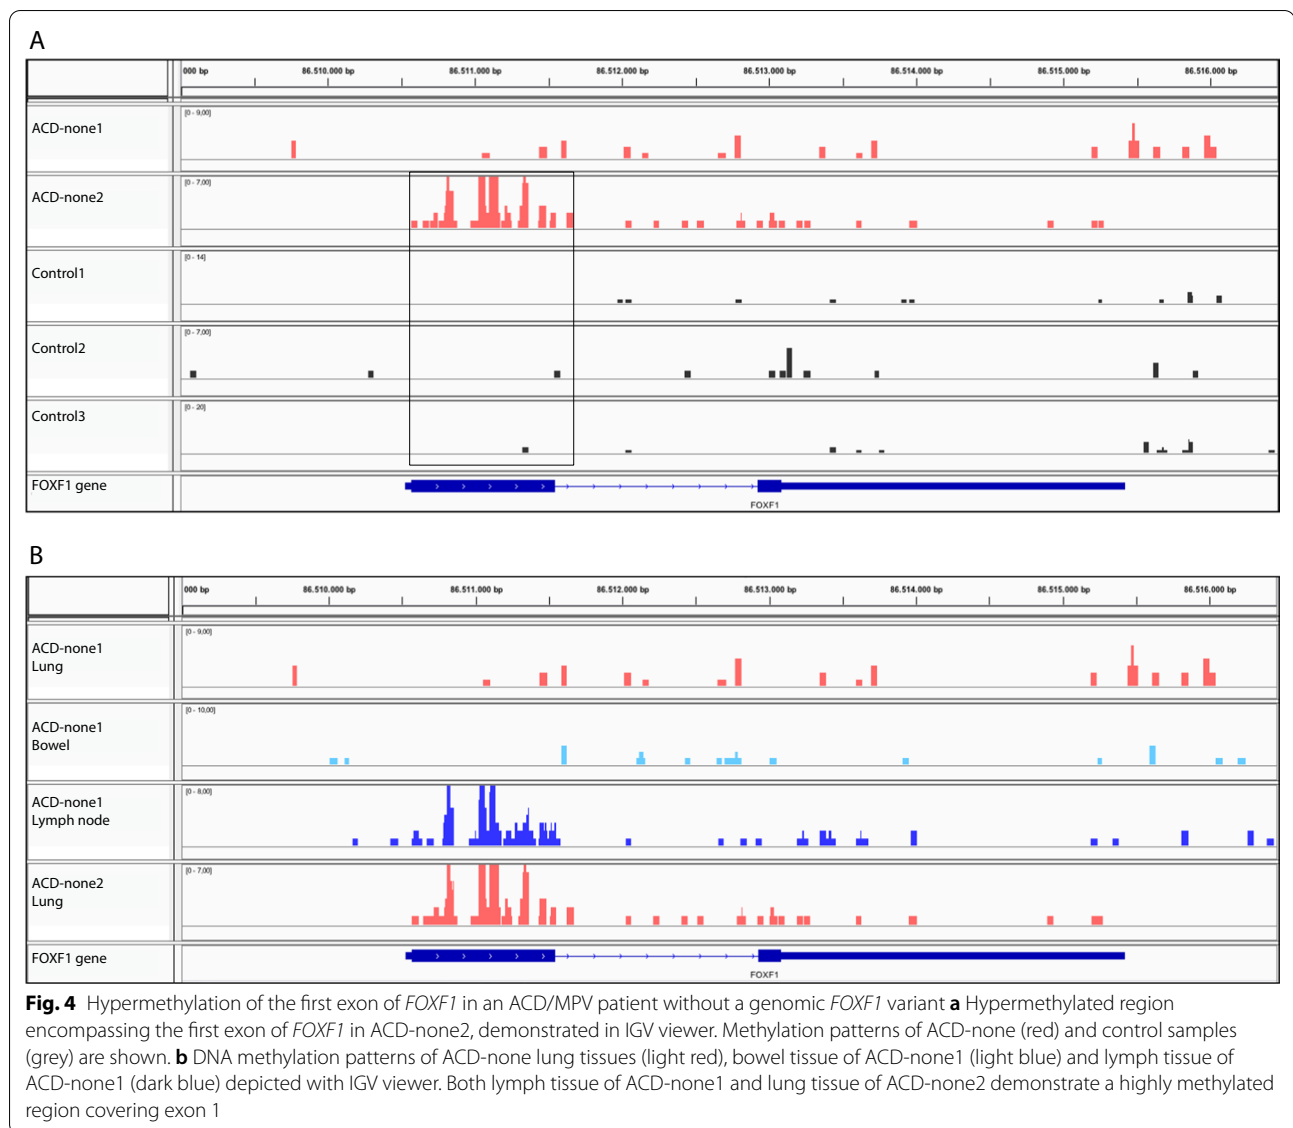 A
000 bp 86.510.000 bp 86.511.000 bp 86.512.000 bp 86.513.000 bp 86.514.000 bp 86.515.000 bp 86.516.000 bp
[0 - 9,00]
ACD-none1
[0 - 7,00]
ACD-none2
[0 - 14]
Control1
[0 - 7,00]
Control2
[0 - 20]
Control3
FOXF1 gene
FOXF1
B
000 bp 86.510.000 bp 86.511.000 bp 86.512.000 bp 86.513.000 bp 86.514.000 bp 86.515.000 bp 86.516.000 bp
[0 - 9,00]
ACD-none1
Lung
[0 - 10,00]
ACD-none1
Bowel
[0 - 8,00]
ACD-none1
Lymph node
[0 - 7,00]
ACD-none2
Lung
FOXF1 gene
FOXF1
Fig. 4 Hypermethylation of the first exon of FOXF1 in an ACD/MPV patient without a genomic FOXF1 variant a Hypermethylated region
encompassing the first exon of FOXF1 in ACD-none2, demonstrated in IGV viewer. Methylation patterns of ACD-none (red) and control samples
(grey) are shown. b DNA methylation patterns of ACD-none lung tissues (light red), bowel tissue of ACD-none1 (light blue) and lymph tissue of
ACD-none1 (dark blue) depicted with IGV viewer. Both lymph tissue of ACD-none1 and lung tissue of ACD-none2 demonstrate a highly methylated
region covering exon 1